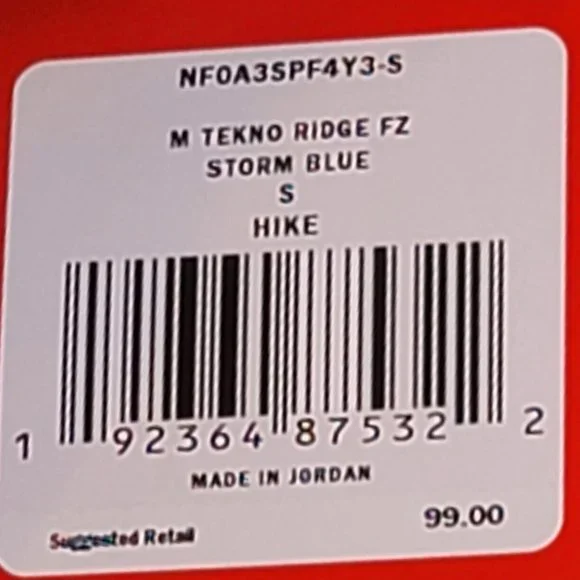 NF0A3SPF4Y3-S
M TEKNO RIDGE FZ
STORM BLUE
S
HIKE
1 92364 87532 2
MADE IN JORDAN
99.00
Suggested Retail